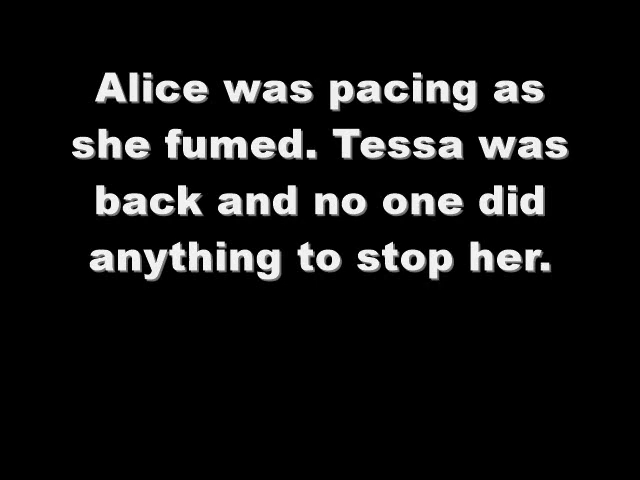 Alice was pacing as
she fumed. Tessa was
back and no one did
anything to stop her.